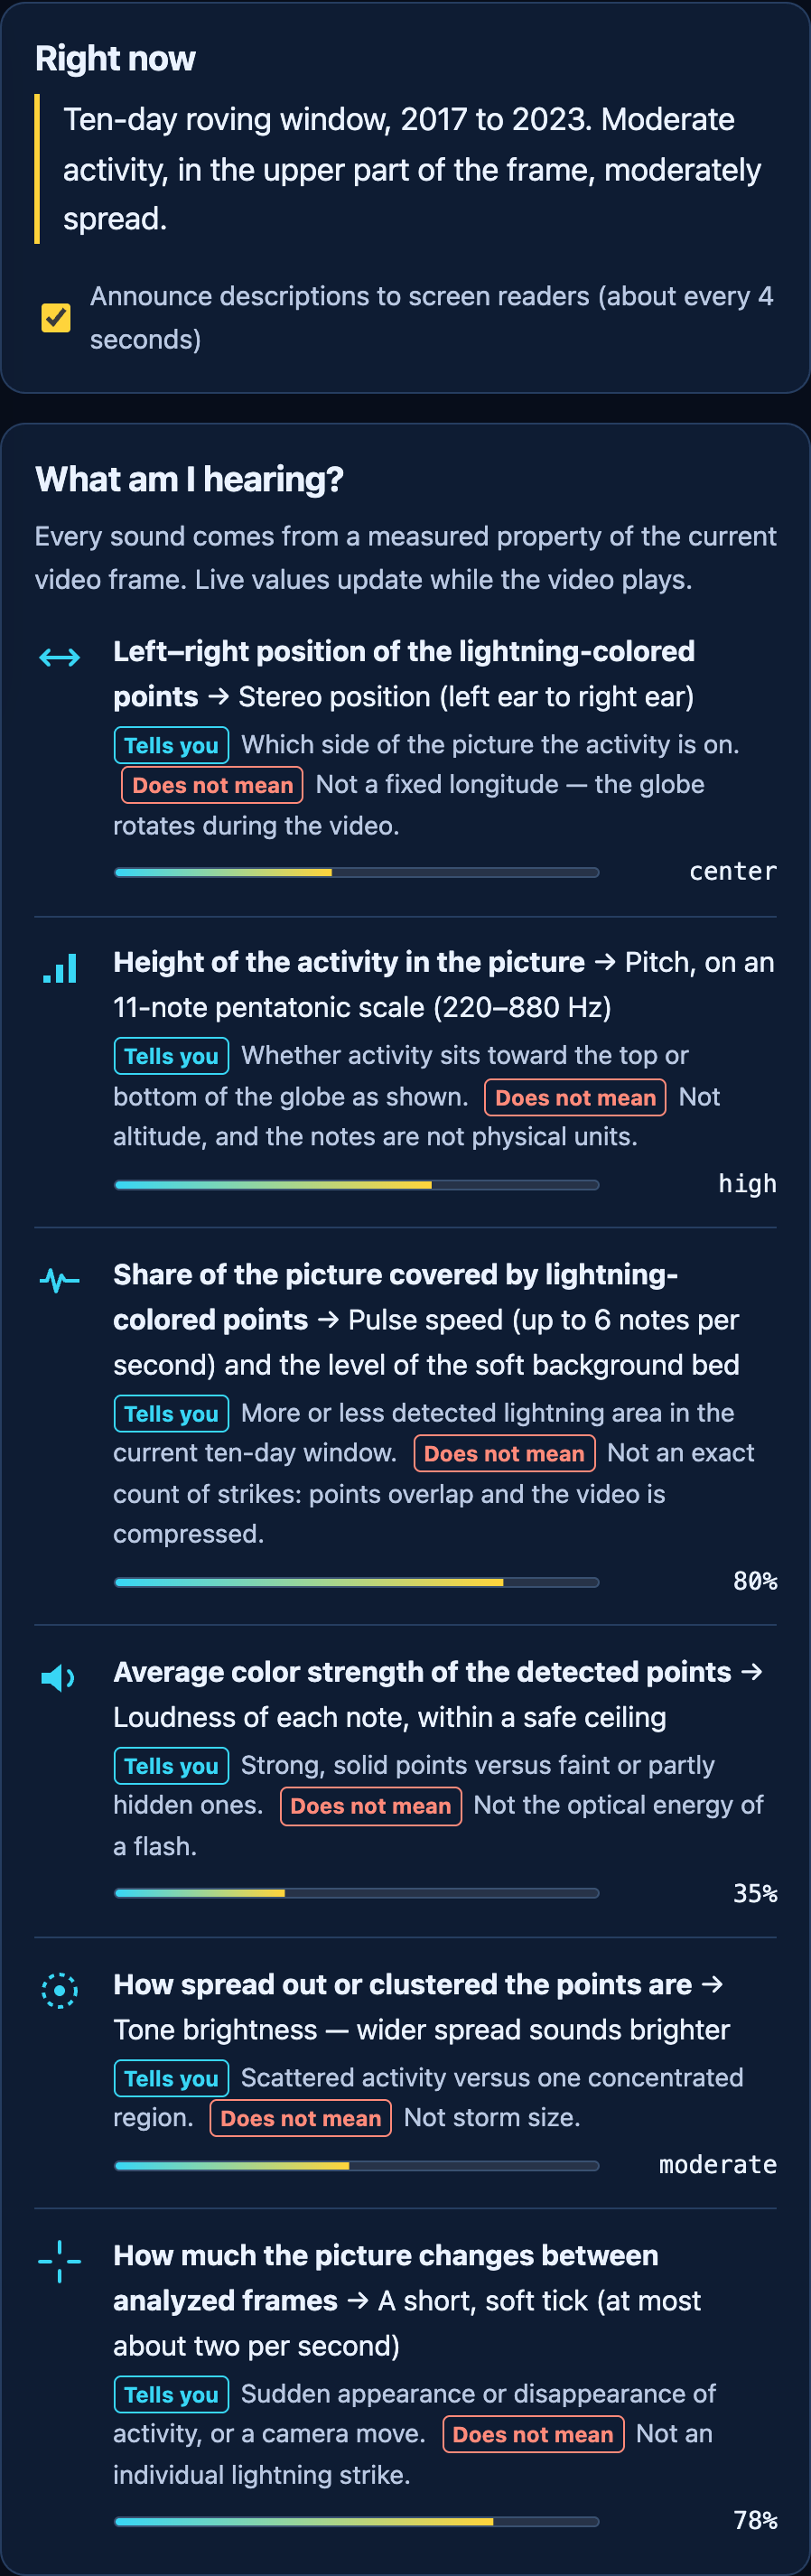 Right now
Ten-day roving window, 2017 to 2023. Moderate
activity, in the upper part of the frame, moderately
spread.
Announce descriptions to screen readers (about every 4
seconds)
What am I hearing?
Every sound comes from a measured property of the current
video frame. Live values update while the video plays.
Left–right position of the lightning-colored
points → Stereo position (left ear to right ear)
Tells you Which side of the picture the activity is on.
Does not mean Not a fixed longitude — the globe
rotates during the video.
center
Height of the activity in the picture → Pitch, on an
11-note pentatonic scale (220–880 Hz)
Tells you Whether activity sits toward the top or
bottom of the globe as shown. Does not mean Not
altitude, and the notes are not physical units.
high
Share of the picture covered by lightning-
colored points → Pulse speed (up to 6 notes per
second) and the level of the soft background bed
Tells you More or less detected lightning area in the
current ten-day window. Does not mean Not an exact
count of strikes: points overlap and the video is
compressed.
80%
Average color strength of the detected points →
Loudness of each note, within a safe ceiling
Tells you Strong, solid points versus faint or partly
hidden ones. Does not mean Not the optical energy of
a flash.
35%
How spread out or clustered the points are →
Tone brightness — wider spread sounds brighter
Tells you Scattered activity versus one concentrated
region. Does not mean Not storm size.
moderate
How much the picture changes between
analyzed frames → A short, soft tick (at most
about two per second)
Tells you Sudden appearance or disappearance of
activity, or a camera move. Does not mean Not an
individual lightning strike.
78%